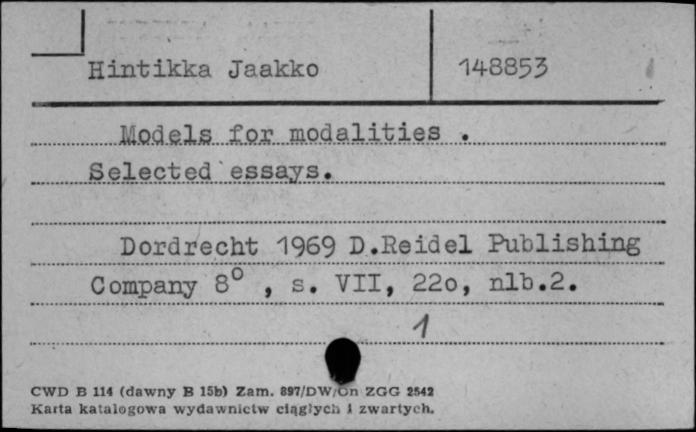 Hintikka Jaakko 148853
Models for modalities .
Selected essays.
Dordrecht 1969 D.Reidel Publishing
Company 8° , s. VII, 22o, nlb.2.
1
CWD B 114 (dawny B 15b) Zam. 897/DW/Gn ZGG 2542
Karta katalogowa wydawnictw ciągłych i zwartych.